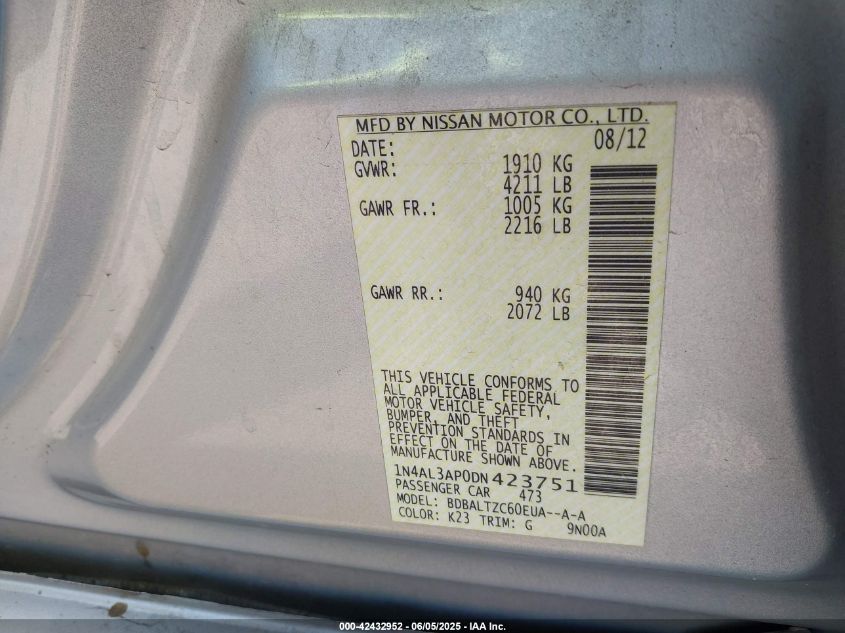 MFD BY NISSAN MOTOR CO., LTD.
DATE: 08/12
GVWR: 1910 KG
4211 LB
GAWR FR.: 1005 KG
2216 LB
GAWR RR.: 940 KG
2072 LB
THIS VEHICLE CONFORMS TO
ALL APPLICABLE FEDERAL
MOTOR VEHICLE SAFETY,
BUMPER, AND THEFT
PREVENTION STANDARDS IN
EFFECT ON THE DATE OF
MANUFACTURE SHOWN ABOVE.
1N4AL3AP0DN423751
PASSENGER CAR 473
MODEL: BDBALTZC60EUA--A-A
COLOR: K23 TRIM: G 9N00A
000-42432952 - 06/05/2025 - IAA Inc.